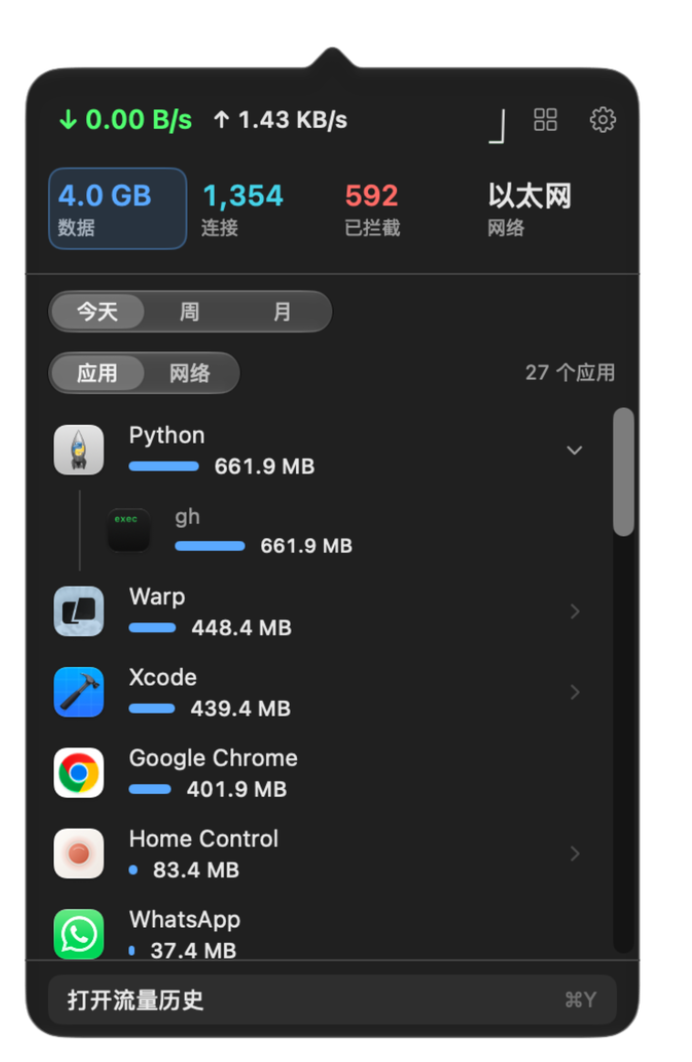 ↓ 0.00 B/s ↑ 1.43 KB/s
4.0 GB 1,354 592 以太网
数据 连接 已拦截 网络
今天 周 月
应用 网络 27 个应用
Python
661.9 MB
exec gh
661.9 MB
Warp
448.4 MB
Xcode
439.4 MB
Google Chrome
401.9 MB
Home Control
83.4 MB
WhatsApp
37.4 MB
打开流量历史 ⌘Y